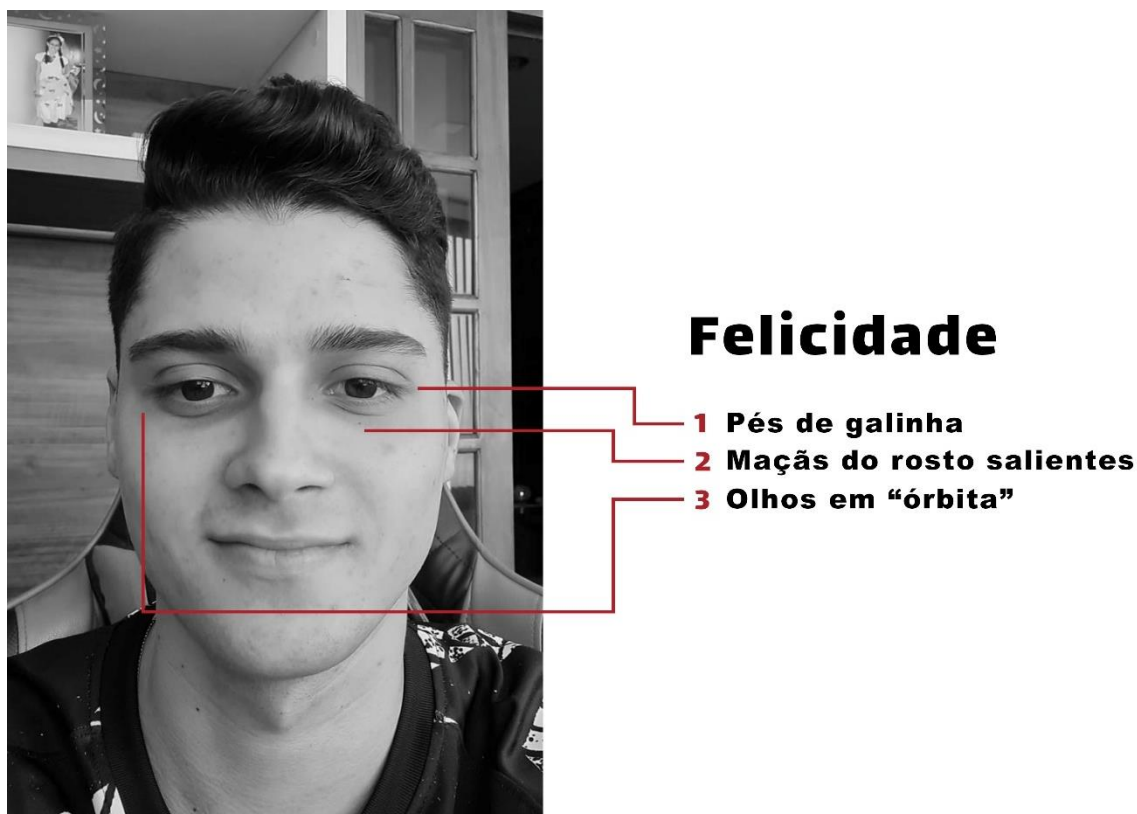 Felicidade
1 Pés de galinha
2 Maçãs do rosto salientes
3 Olhos em “órbita”